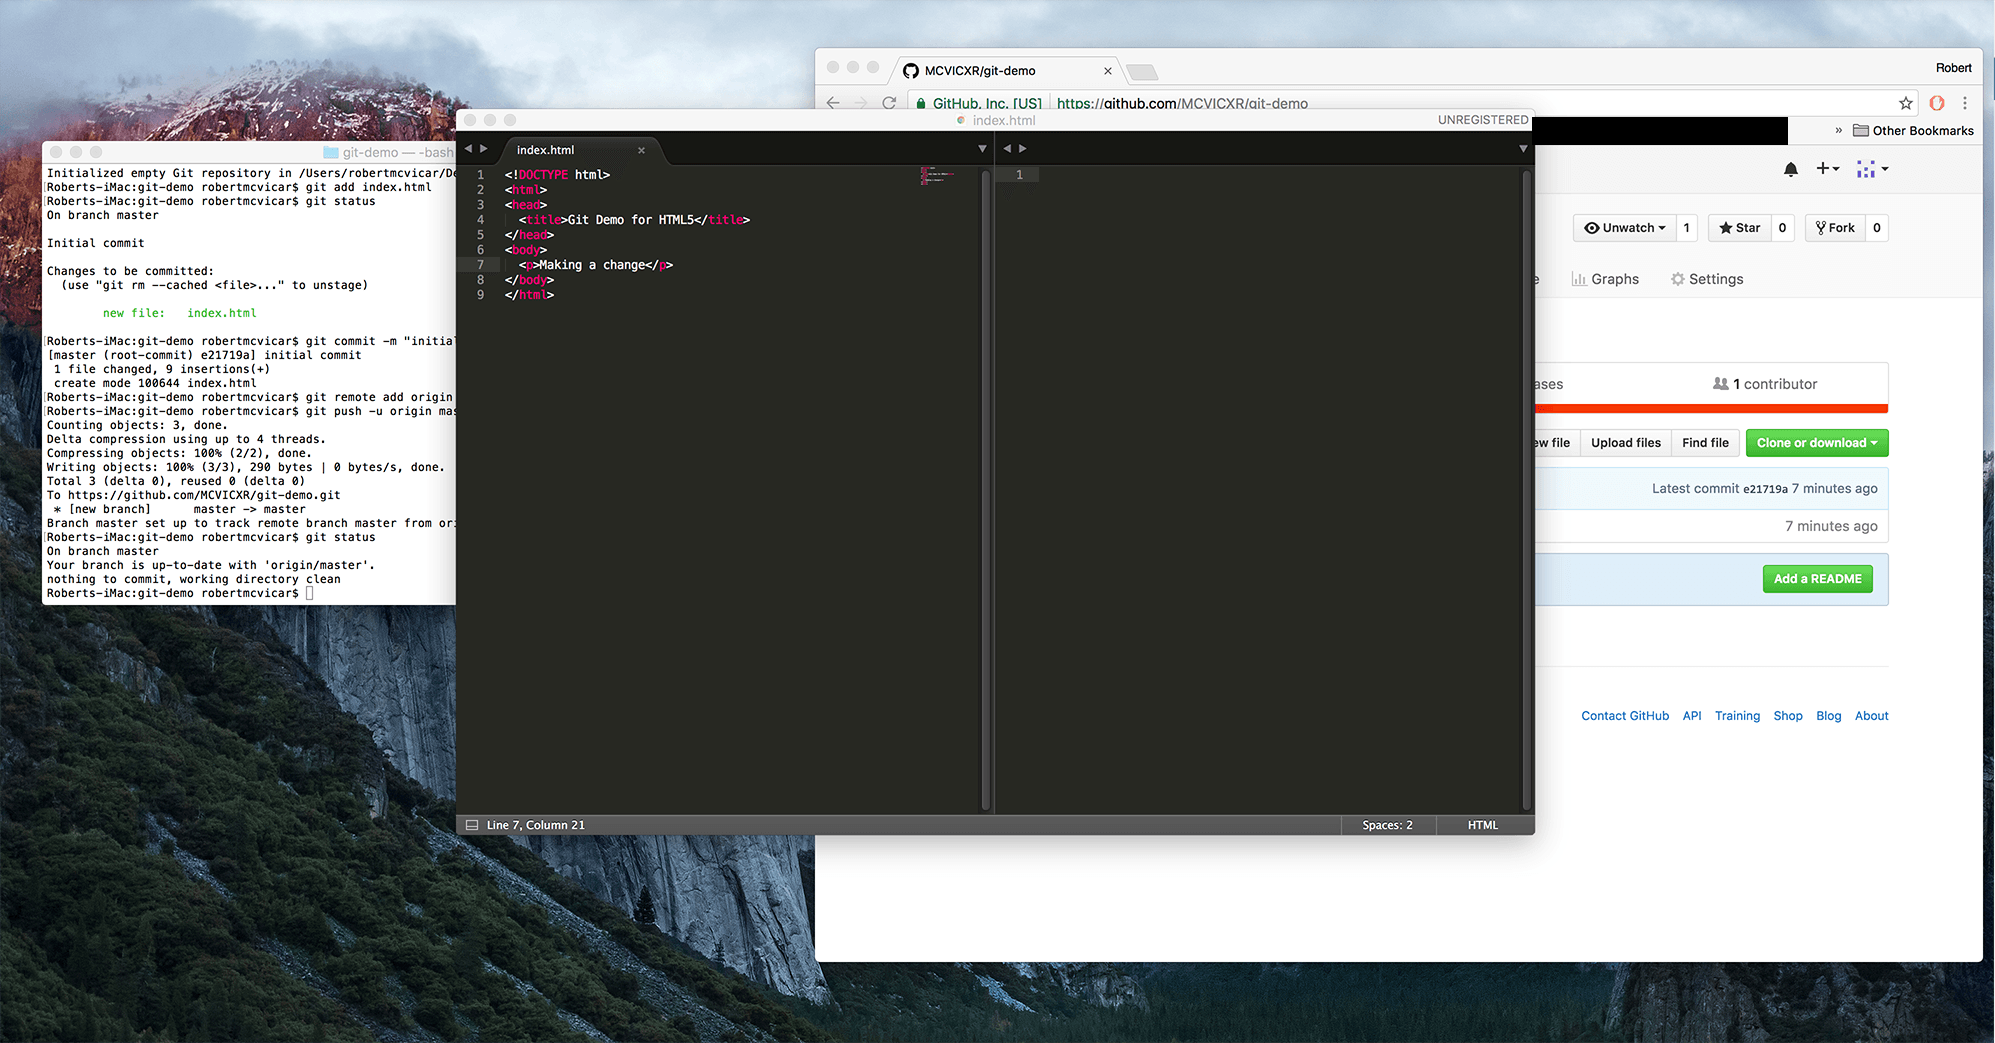 MCVICXR/git-demo
Robert
GitHub, Inc. [US] https://github.com/MCVICXR/git-demo
» Other Bookmarks
git-demo — -bash
Initialized empty Git repository in /Users/robertmcvicar/De
Roberts-iMac:git-demo robertmcvicar$ git add index.html
Roberts-iMac:git-demo robertmcvicar$ git status
On branch master
Initial commit
Changes to be committed:
(use "git rm --cached <file>..." to unstage)
new file: index.html
Roberts-iMac:git-demo robertmcvicar$ git commit -m "initial
[master (root-commit) e21719a] initial commit
1 file changed, 9 insertions(+)
create mode 100644 index.html
Roberts-iMac:git-demo robertmcvicar$ git remote add origin
Roberts-iMac:git-demo robertmcvicar$ git push -u origin mas
Counting objects: 3, done.
Delta compression using up to 4 threads.
Compressing objects: 100% (2/2), done.
Writing objects: 100% (3/3), 290 bytes | 0 bytes/s, done.
Total 3 (delta 0), reused 0 (delta 0)
To https://github.com/MCVICXR/git-demo.git
* [new branch] master -> master
Branch master set up to track remote branch master from ori
Roberts-iMac:git-demo robertmcvicar$ git status
On branch master
Your branch is up-to-date with 'origin/master'.
nothing to commit, working directory clean
Roberts-iMac:git-demo robertmcvicar$
index.html
UNREGISTERED
index.html
1 <!DOCTYPE html>
2 <html>
3 <head>
4 <title>Git Demo for HTML5</title>
5 </head>
6 <body>
7 <p>Making a change</p>
8 </body>
9 </html>
1
Line 7, Column 21
Spaces: 2
HTML
Unwatch 1
Star 0
Fork 0
Graphs
Settings
ases
1 contributor
ew file
Upload files
Find file
Clone or download
Latest commit e21719a 7 minutes ago
7 minutes ago
Add a README
Contact GitHub API Training Shop Blog About